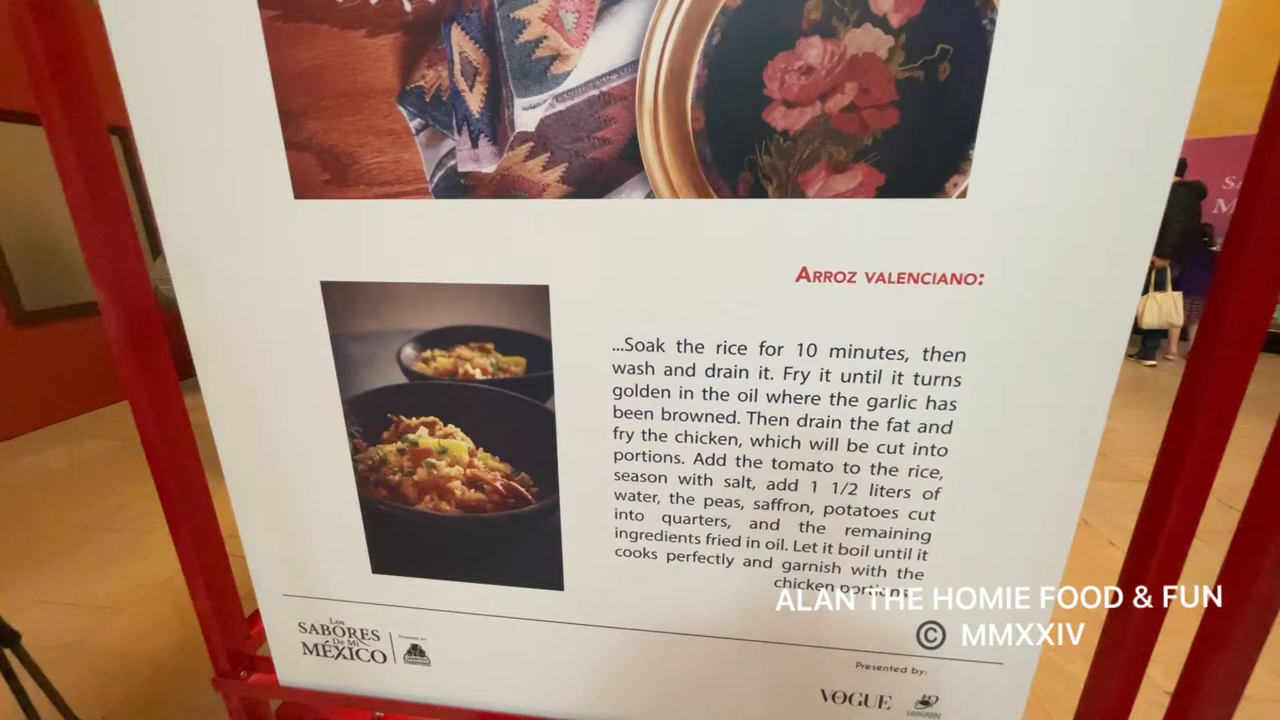 ARROZ VALENCIANO:
...Soak the rice for 10 minutes, then
wash and drain it. Fry it until it turns
golden in the oil where the garlic has
been browned. Then drain the fat and
fry the chicken, which will be cut into
portions. Add the tomato to the rice,
season with salt, add 1 1/2 liters of
water, the peas, saffron, potatoes cut
into quarters, and the remaining
ingredients fried in oil. Let it boil until it
cooks perfectly and garnish with the
chicken portions.
ALAN THE HOMIE FOOD & FUN
© MMXXIV
Los
SABORES
De Mi
MÉXICO
Presented by:
VOGUE